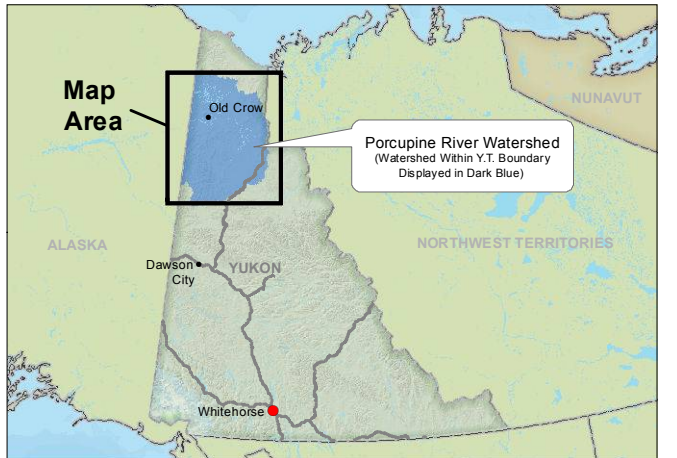 Map
Area
Old Crow
NUNAVUT
Porcupine River Watershed
(Watershed Within Y.T. Boundary
Displayed in Dark Blue)
ALASKA
NORTHWEST TERRITORIES
Dawson
City
YUKON
Whitehorse